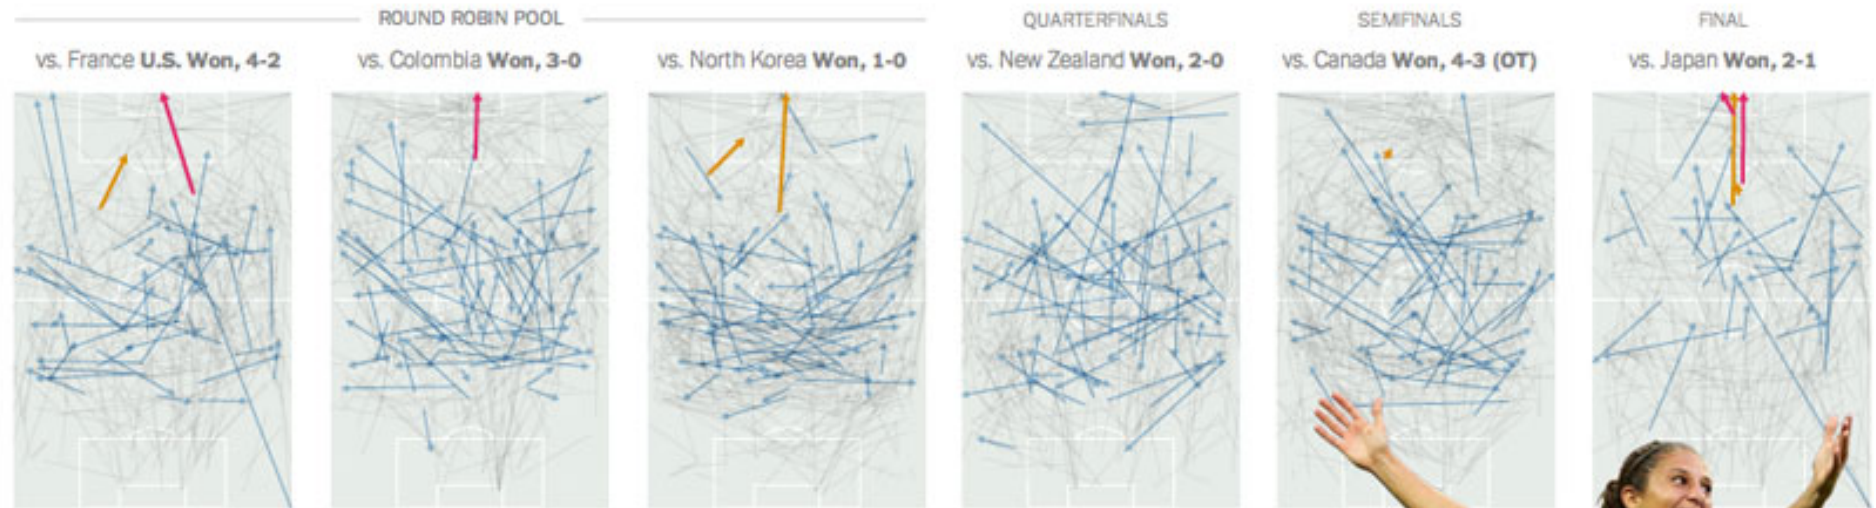 ROUND ROBIN POOL
QUARTERFINALS
SEMIFINALS
FINAL
vs. France U.S. Won, 4-2
vs. Colombia Won, 3-0
vs. North Korea Won, 1-0
vs. New Zealand Won, 2-0
vs. Canada Won, 4-3 (OT)
vs. Japan Won, 2-1